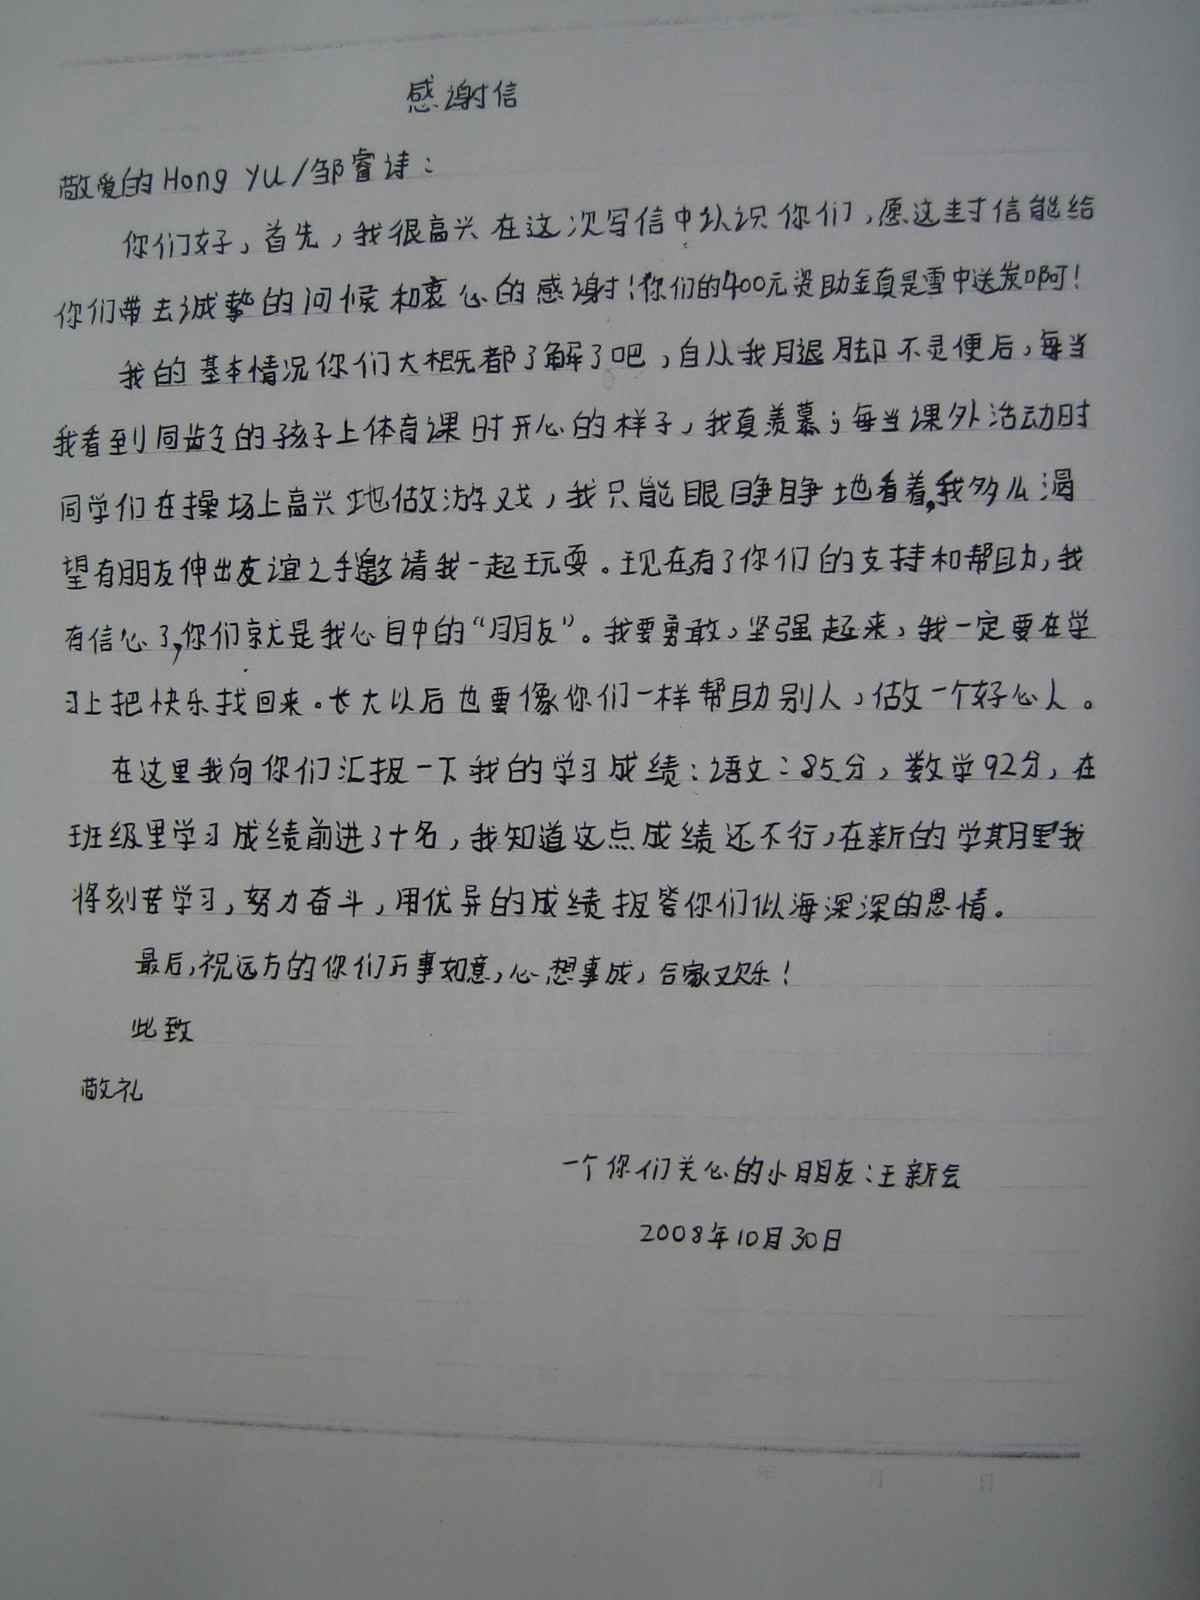 感谢信
敬爱的Hong Yu/邹睿诗：
你们好，首先，我很高兴在这次写信中认识你们，愿这封信能给
你们带去诚挚的问候和衷心的感谢！你们的400元资助金真是雪中送炭啊！
我的基本情况你们大概都了解了吧，自从我腿脚不灵便后，每当
我看到同龄的孩子上体育课时开心的样子，我真羡慕；每当课外活动时
同学们在操场上高兴地做游戏，我只能眼睁睁地看着，我多么渴
望有朋友伸出友谊之手邀请我一起玩耍。现在有了你们的支持和帮助，我
有信心了，你们就是我心目中的“朋友”。我要勇敢，坚强起来，我一定要在学
习上把快乐找回来。长大以后也要像你们一样帮助别人，做一个好心人。
在这里我向你们汇报一下我的学习成绩：语文：85分，数学92分，在
班级里学习成绩前进了十名，我知道这点成绩还不行，在新的学期里我
将刻苦学习，努力奋斗，用优异的成绩报答你们似海深深的恩情。
最后，祝远方的你们万事如意，心想事成，合家欢乐！
此致
敬礼
一个你们关心的小朋友：王新会
2008年10月30日